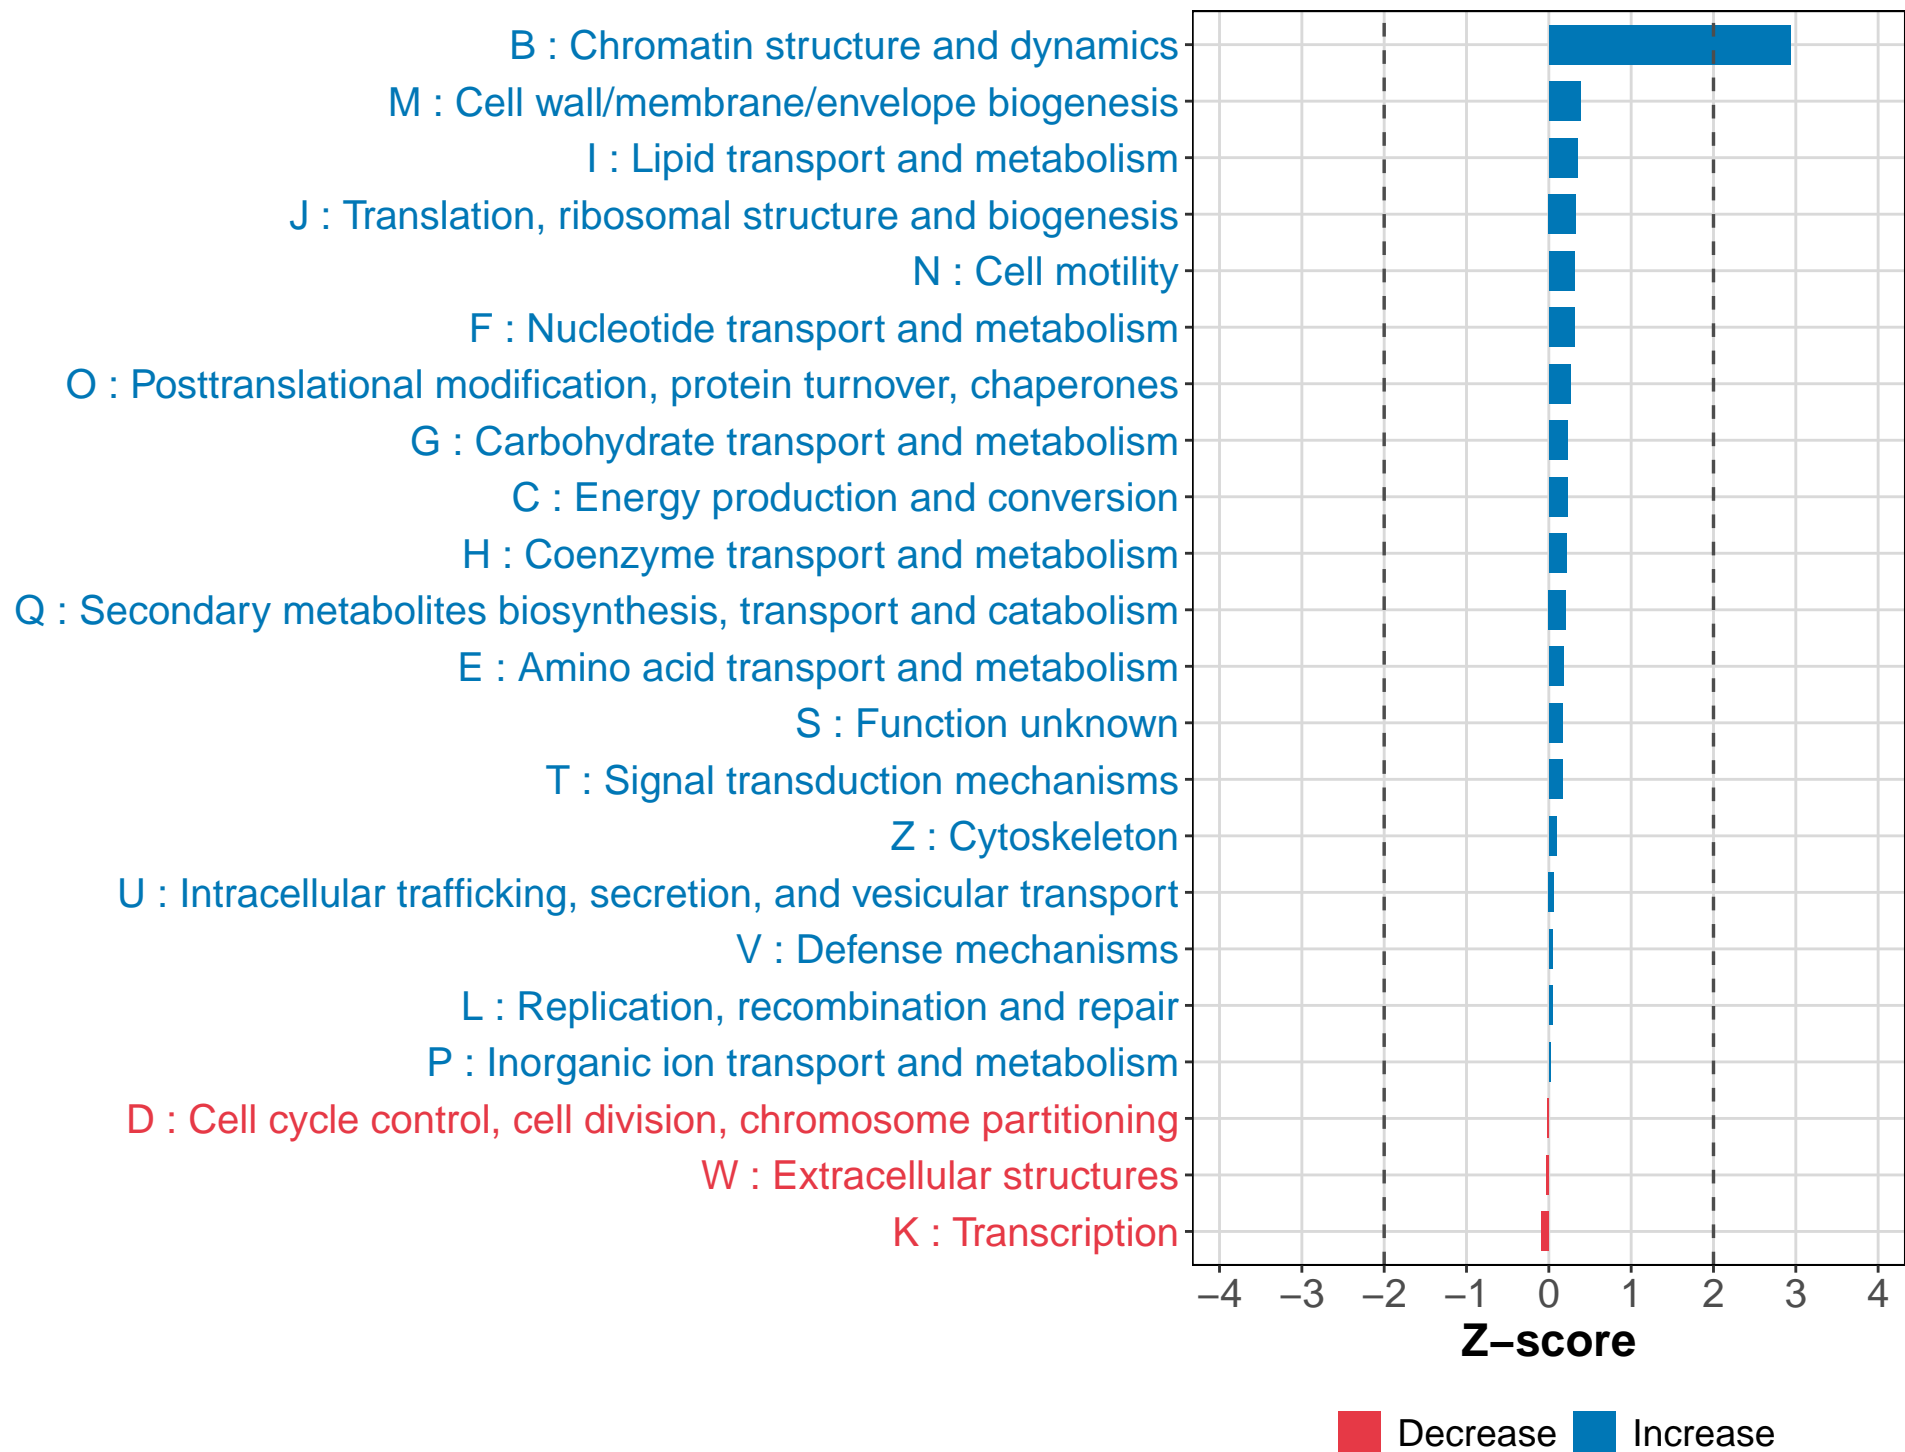 B : Chromatin structure and dynamics
M : Cell wall/membrane/envelope biogenesis
I : Lipid transport and metabolism
J : Translation, ribosomal structure and biogenesis
N : Cell motility
F : Nucleotide transport and metabolism
O : Posttranslational modification, protein turnover, chaperones
G : Carbohydrate transport and metabolism
C : Energy production and conversion
H : Coenzyme transport and metabolism
Q : Secondary metabolites biosynthesis, transport and catabolism
E : Amino acid transport and metabolism
S : Function unknown
T : Signal transduction mechanisms
Z : Cytoskeleton
U : Intracellular trafficking, secretion, and vesicular transport
V : Defense mechanisms
L : Replication, recombination and repair
P : Inorganic ion transport and metabolism
D : Cell cycle control, cell division, chromosome partitioning
W : Extracellular structures
K : Transcription
−4 −3 −2 −1 0 1 2 3 4
Z−score
Decrease Increase